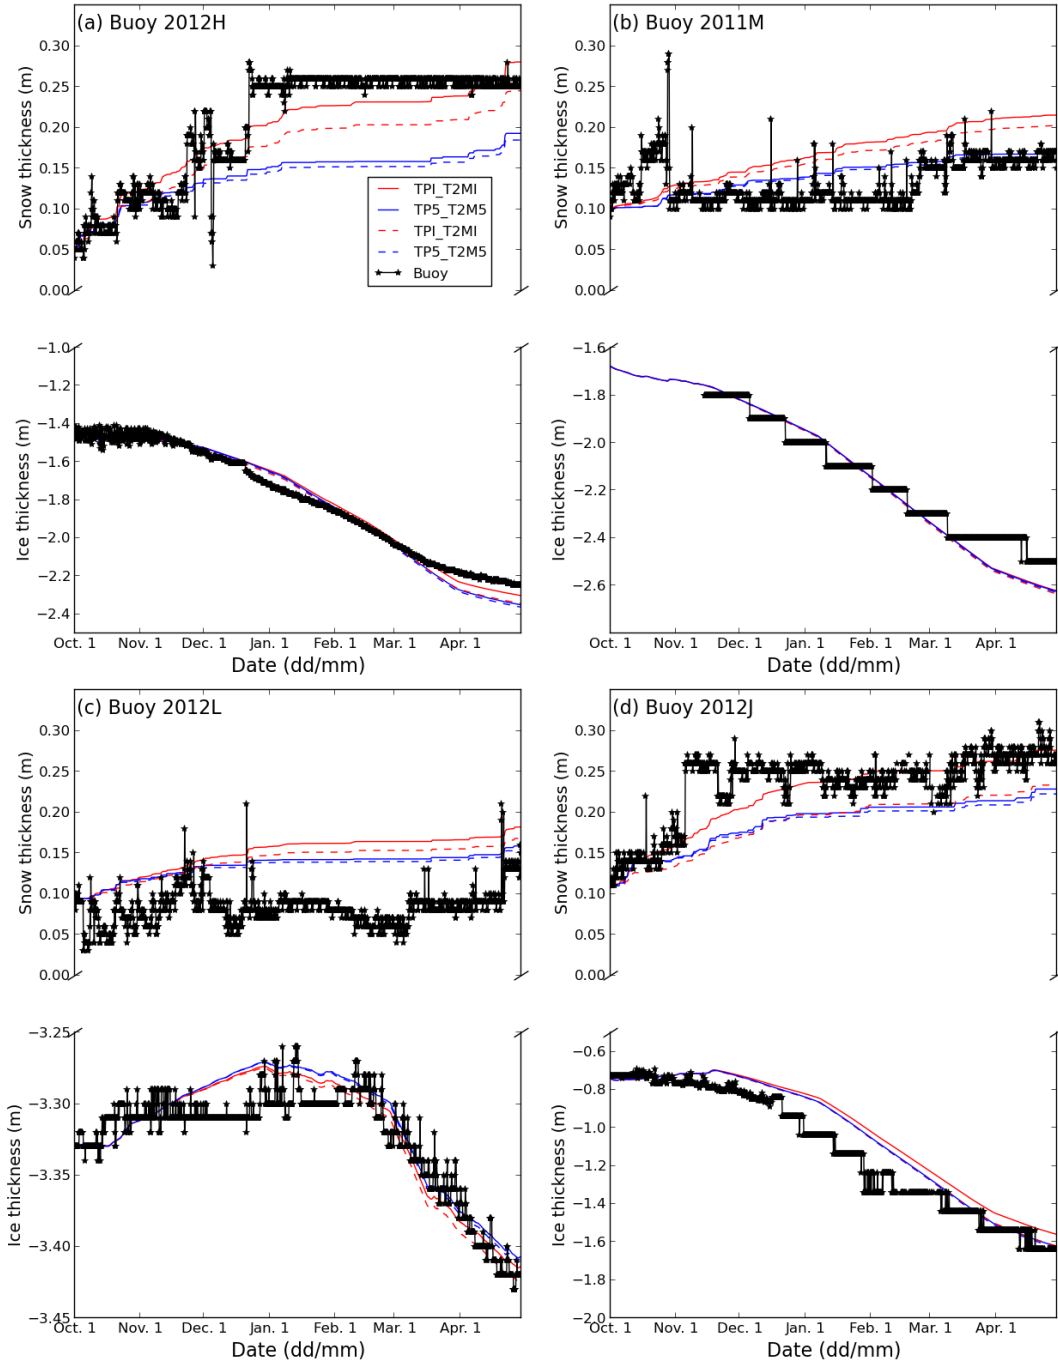 (a) Buoy 2012H
Snow thickness (m)
0.30
0.25
0.20
0.15
0.10
0.05
0.00
TPI_T2MI
TP5_T2M5
TPI_T2MI
TP5_T2M5
Buoy
Ice thickness (m)
−1.0
−1.2
−1.4
−1.6
−1.8
−2.0
−2.2
−2.4
Oct. 1 Nov. 1 Dec. 1 Jan. 1 Feb. 1 Mar. 1 Apr. 1
Date (dd/mm)
(b) Buoy 2011M
Snow thickness (m)
0.30
0.25
0.20
0.15
0.10
0.05
0.00
Ice thickness (m)
−1.6
−1.8
−2.0
−2.2
−2.4
−2.6
Oct. 1 Nov. 1 Dec. 1 Jan. 1 Feb. 1 Mar. 1 Apr. 1
Date (dd/mm)
(c) Buoy 2012L
Snow thickness (m)
0.30
0.25
0.20
0.15
0.10
0.05
0.00
Ice thickness (m)
−3.25
−3.30
−3.35
−3.40
−3.45
Oct. 1 Nov. 1 Dec. 1 Jan. 1 Feb. 1 Mar. 1 Apr. 1
Date (dd/mm)
(d) Buoy 2012J
Snow thickness (m)
0.30
0.25
0.20
0.15
0.10
0.05
0.00
Ice thickness (m)
−0.6
−0.8
−1.0
−1.2
−1.4
−1.6
−1.8
−2.0
Oct. 1 Nov. 1 Dec. 1 Jan. 1 Feb. 1 Mar. 1 Apr. 1
Date (dd/mm)